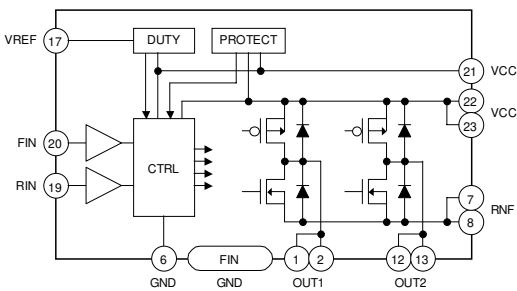 VREF 17 DUTY PROTECT
21 VCC
22 VCC
23
FIN 20
RIN 19
CTRL
7 RNF
8
6 FIN 1 2 12 13
GND GND OUT1 OUT2